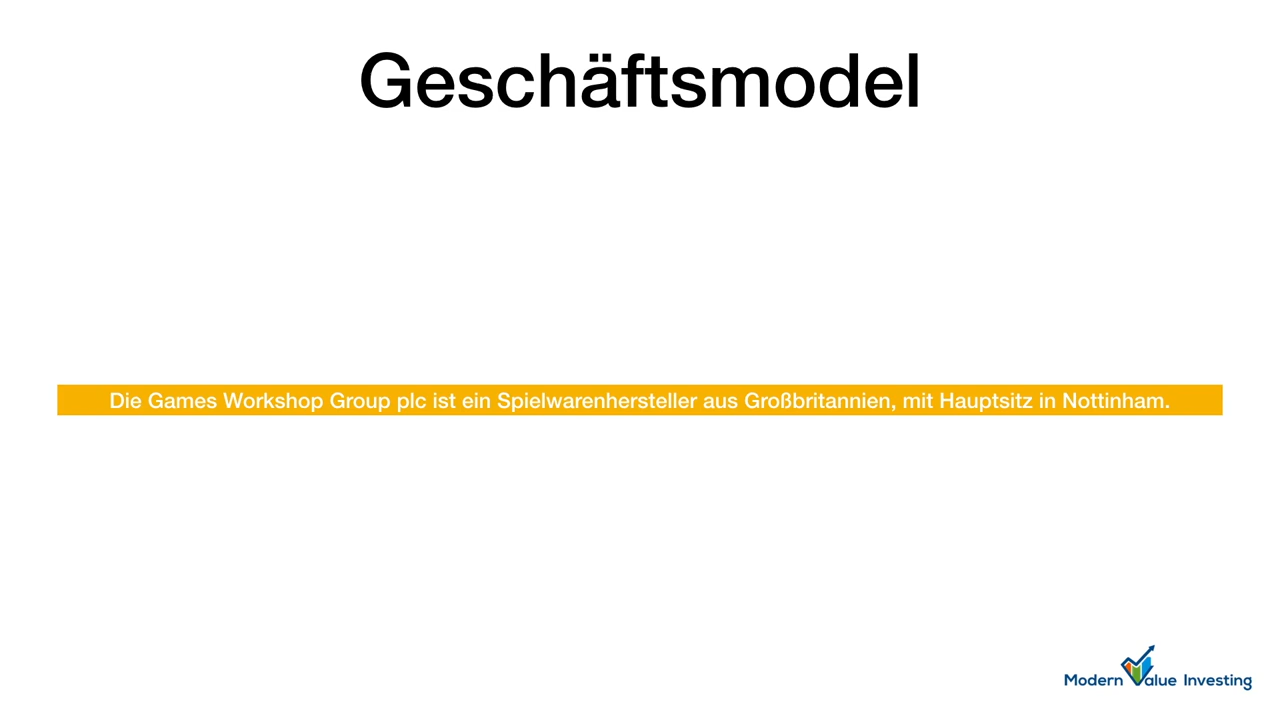 Geschäftsmodel
Die Games Workshop Group plc ist ein Spielwarenhersteller aus Großbritannien, mit Hauptsitz in Nottinham.
Modern Value Investing